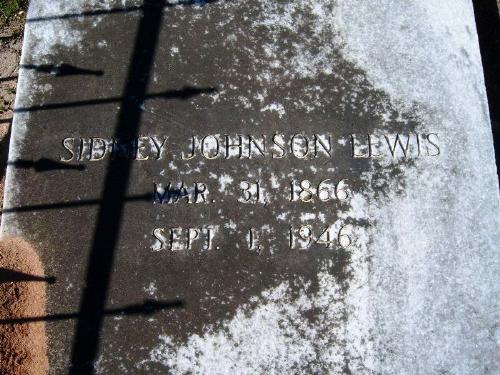 SIDNEY JOHNSON LEWIS
MAR. 31, 1866
SEPT. 1, 1946